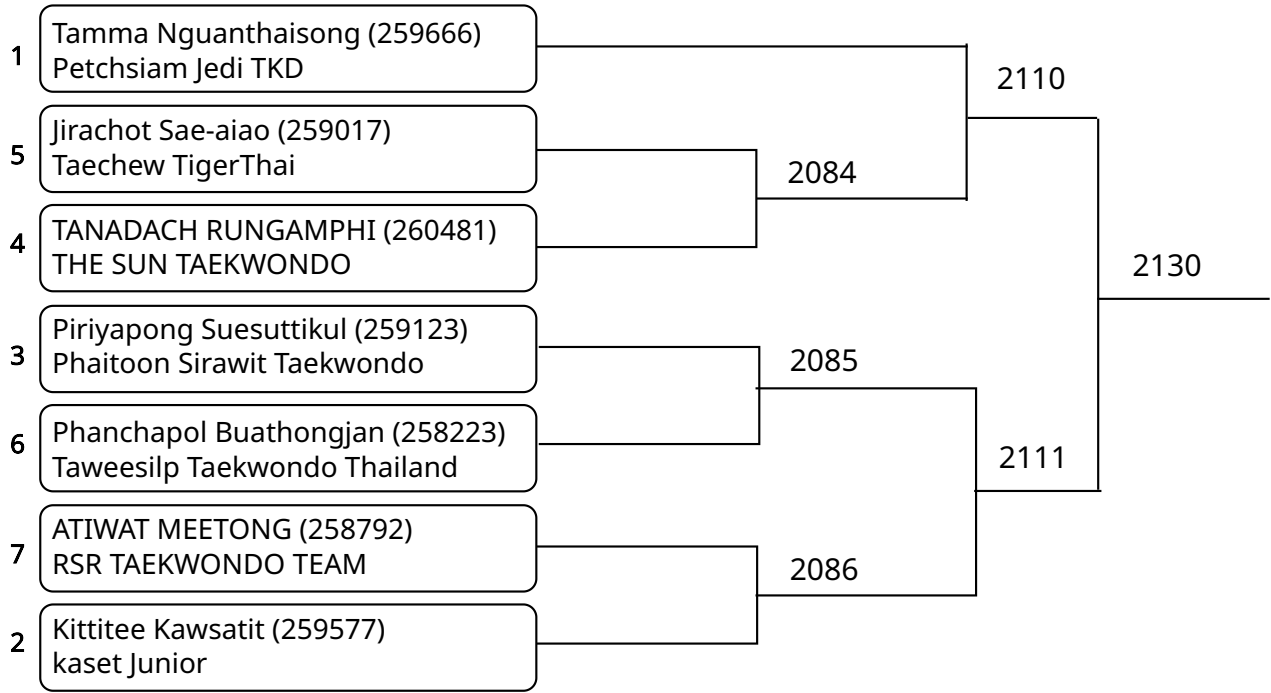 1
Tamma Nguanthaisong (259666)
Petchsiam Jedi TKD
2110
5
Jirachot Sae-aiao (259017)
Taechew TigerThai
2084
4
TANADACH RUNGAMPHI (260481)
THE SUN TAEKWONDO
2130
3
Piriyapong Suesuttikul (259123)
Phaitoon Sirawit Taekwondo
2085
6
Phanchapol Buathongjan (258223)
Taweesilp Taekwondo Thailand
2111
7
ATIWAT MEETONG (258792)
RSR TAEKWONDO TEAM
2086
2
Kittitee Kawsatit (259577)
kaset Junior